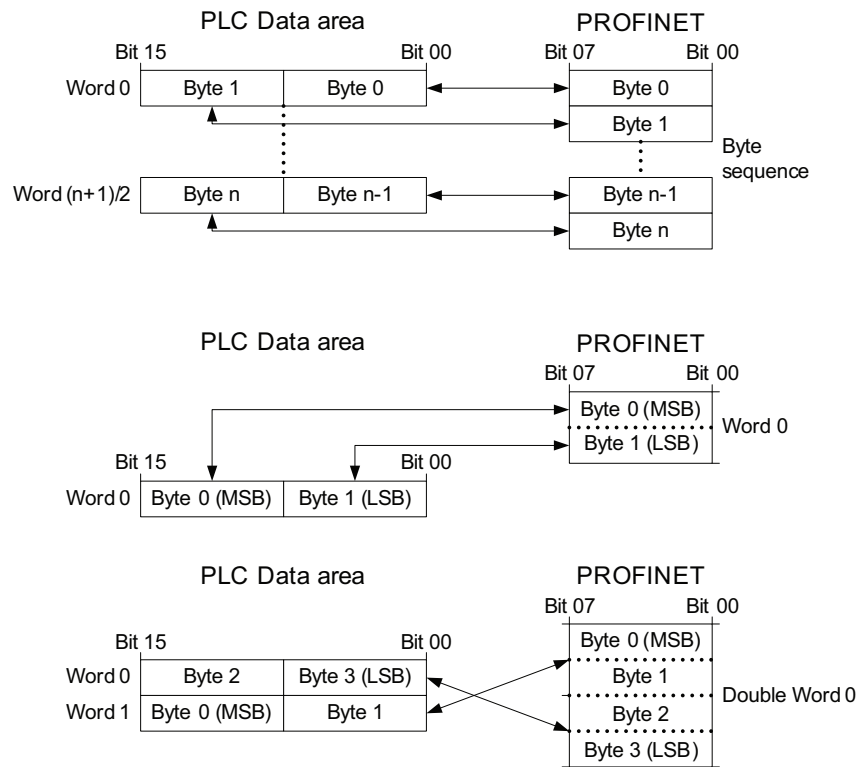 PLC Data area PROFINET
Bit 15 Bit 00 Bit 07 Bit 00
Word 0 Byte 1 Byte 0 Byte 0
Byte 1
Byte
sequence
Word (n+1)/2 Byte n Byte n-1 Byte n-1
Byte n
PLC Data area PROFINET
Bit 07 Bit 00
Byte 0 (MSB)
Word 0
Byte 1 (LSB)
Bit 15 Bit 00
Word 0 Byte 0 (MSB) Byte 1 (LSB)
PLC Data area PROFINET
Bit 07 Bit 00
Bit 15 Bit 00
Byte 0 (MSB)
Word 0 Byte 2 Byte 3 (LSB)
Byte 1
Double Word 0
Word 1 Byte 0 (MSB) Byte 1
Byte 2
Byte 3 (LSB)